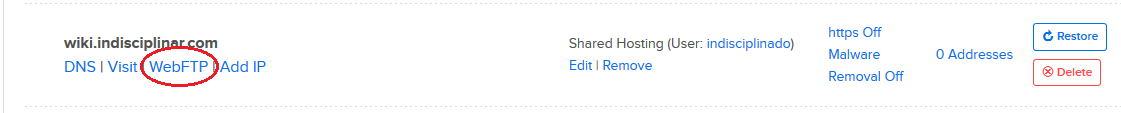 wiki.indisciplinar.com
DNS | Visit | WebFTP | Add IP
Shared Hosting (User: indisciplinado)
Edit | Remove
https Off
Malware
Removal Off
0 Addresses
Restore
Delete